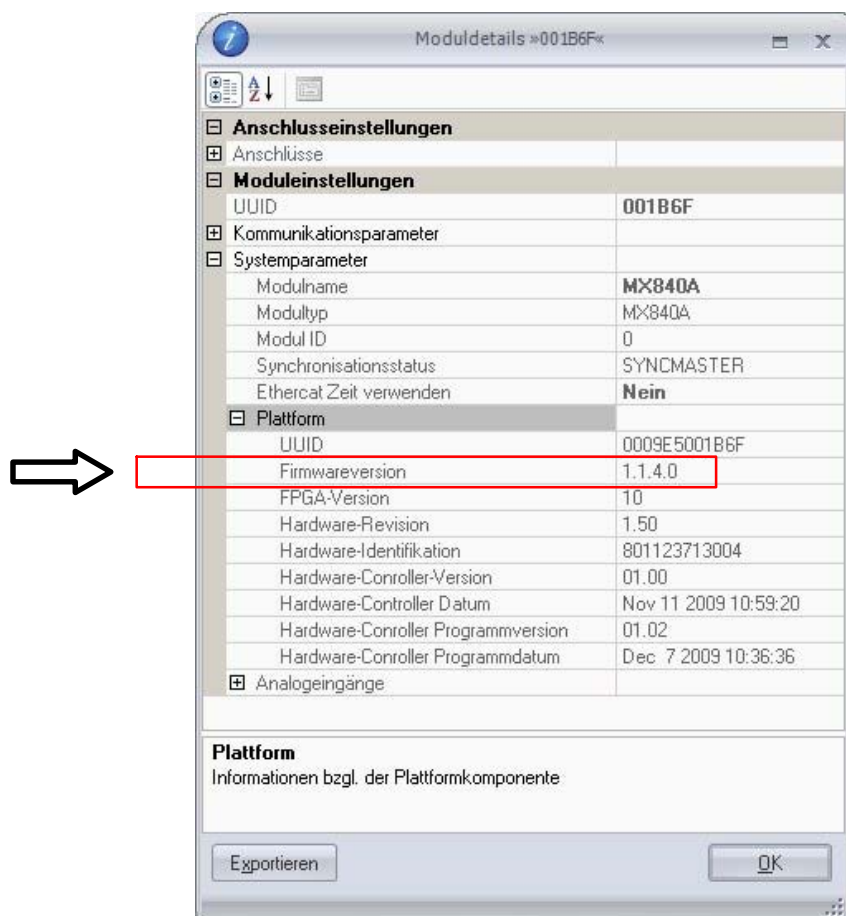 Moduldetails »001B6F«
Anschlusseinstellungen
Anschlüsse
Moduleinstellungen
UUID 001B6F
Kommunikationsparameter
Systemparameter
Modulname MX840A
Modultyp MX840A
Modul ID 0
Synchronisationsstatus SYNCMASTER
Ethercat Zeit verwenden Nein
Plattform
UUID 0009E5001B6F
Firmwareversion 1.1.4.0
FPGA-Version 10
Hardware-Revision 1.50
Hardware-Identifikation 801123713004
Hardware-Conroller-Version 01.00
Hardware-Controller Datum Nov 11 2009 10:59:20
Hardware-Conroller Programmversion 01.02
Hardware-Conroller Programmdatum Dec 7 2009 10:36:36
Analogeingänge
Plattform
Informationen bzgl. der Plattformkomponente
Exportieren OK